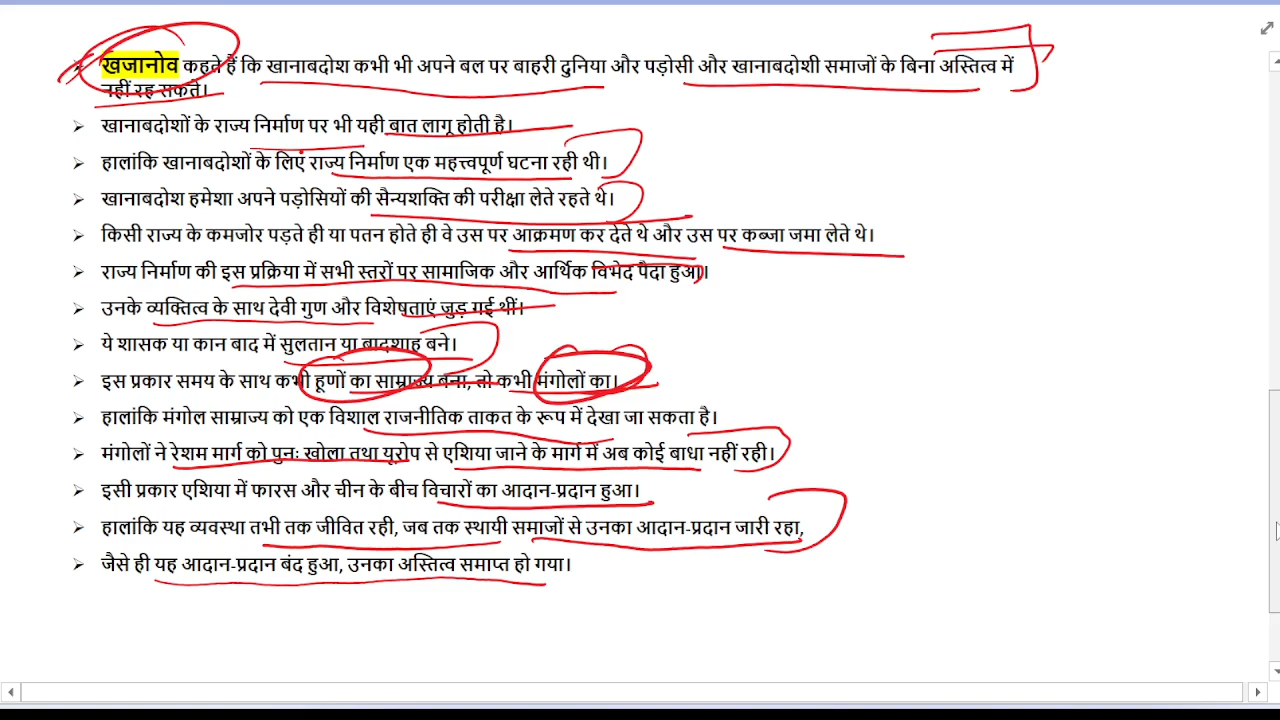 ➢ खजानोव कहते हैं कि खानाबदोश कभी भी अपने बल पर बाहरी दुनिया और पड़ोसी और खानाबदोशी समाजों के बिना अस्तित्व में
नहीं रह सकते।
➢ खानाबदोशों के राज्य निर्माण पर भी यही बात लागू होती है।
➢ हालांकि खानाबदोशों के लिएं राज्य निर्माण एक महत्त्वपूर्ण घटना रही थी।
➢ खानाबदोश हमेशा अपने पड़ोसियों की सैन्यशक्ति की परीक्षा लेते रहते थे।
➢ किसी राज्य के कमजोर पड़ते ही या पतन होते ही वे उस पर आक्रमण कर देते थे और उस पर कब्जा जमा लेते थे।
➢ राज्य निर्माण की इस प्रक्रिया में सभी स्तरों पर सामाजिक और आर्थिक विभेद पैदा हुआ।
➢ उनके व्यक्तित्व के साथ देवी गुण और विशेषताएं जुड़ गई थीं।
➢ ये शासक या कान बाद में सुलतान या बादशाह बने।
➢ इस प्रकार समय के साथ कभी हूणों का साम्राज्य बना, तो कभी मंगोलों का।
➢ हालांकि मंगोल साम्राज्य को एक विशाल राजनीतिक ताकत के रूप में देखा जा सकता है।
➢ मंगोलों ने रेशम मार्ग को पुनः खोला तथा यूरोप से एशिया जाने के मार्ग में अब कोई बाधा नहीं रही।
➢ इसी प्रकार एशिया में फारस और चीन के बीच विचारों का आदान-प्रदान हुआ।
➢ हालांकि यह व्यवस्था तभी तक जीवित रही, जब तक स्थायी समाजों से उनका आदान-प्रदान जारी रहा,
➢ जैसे ही यह आदान-प्रदान बंद हुआ, उनका अस्तित्व समाप्त हो गया।